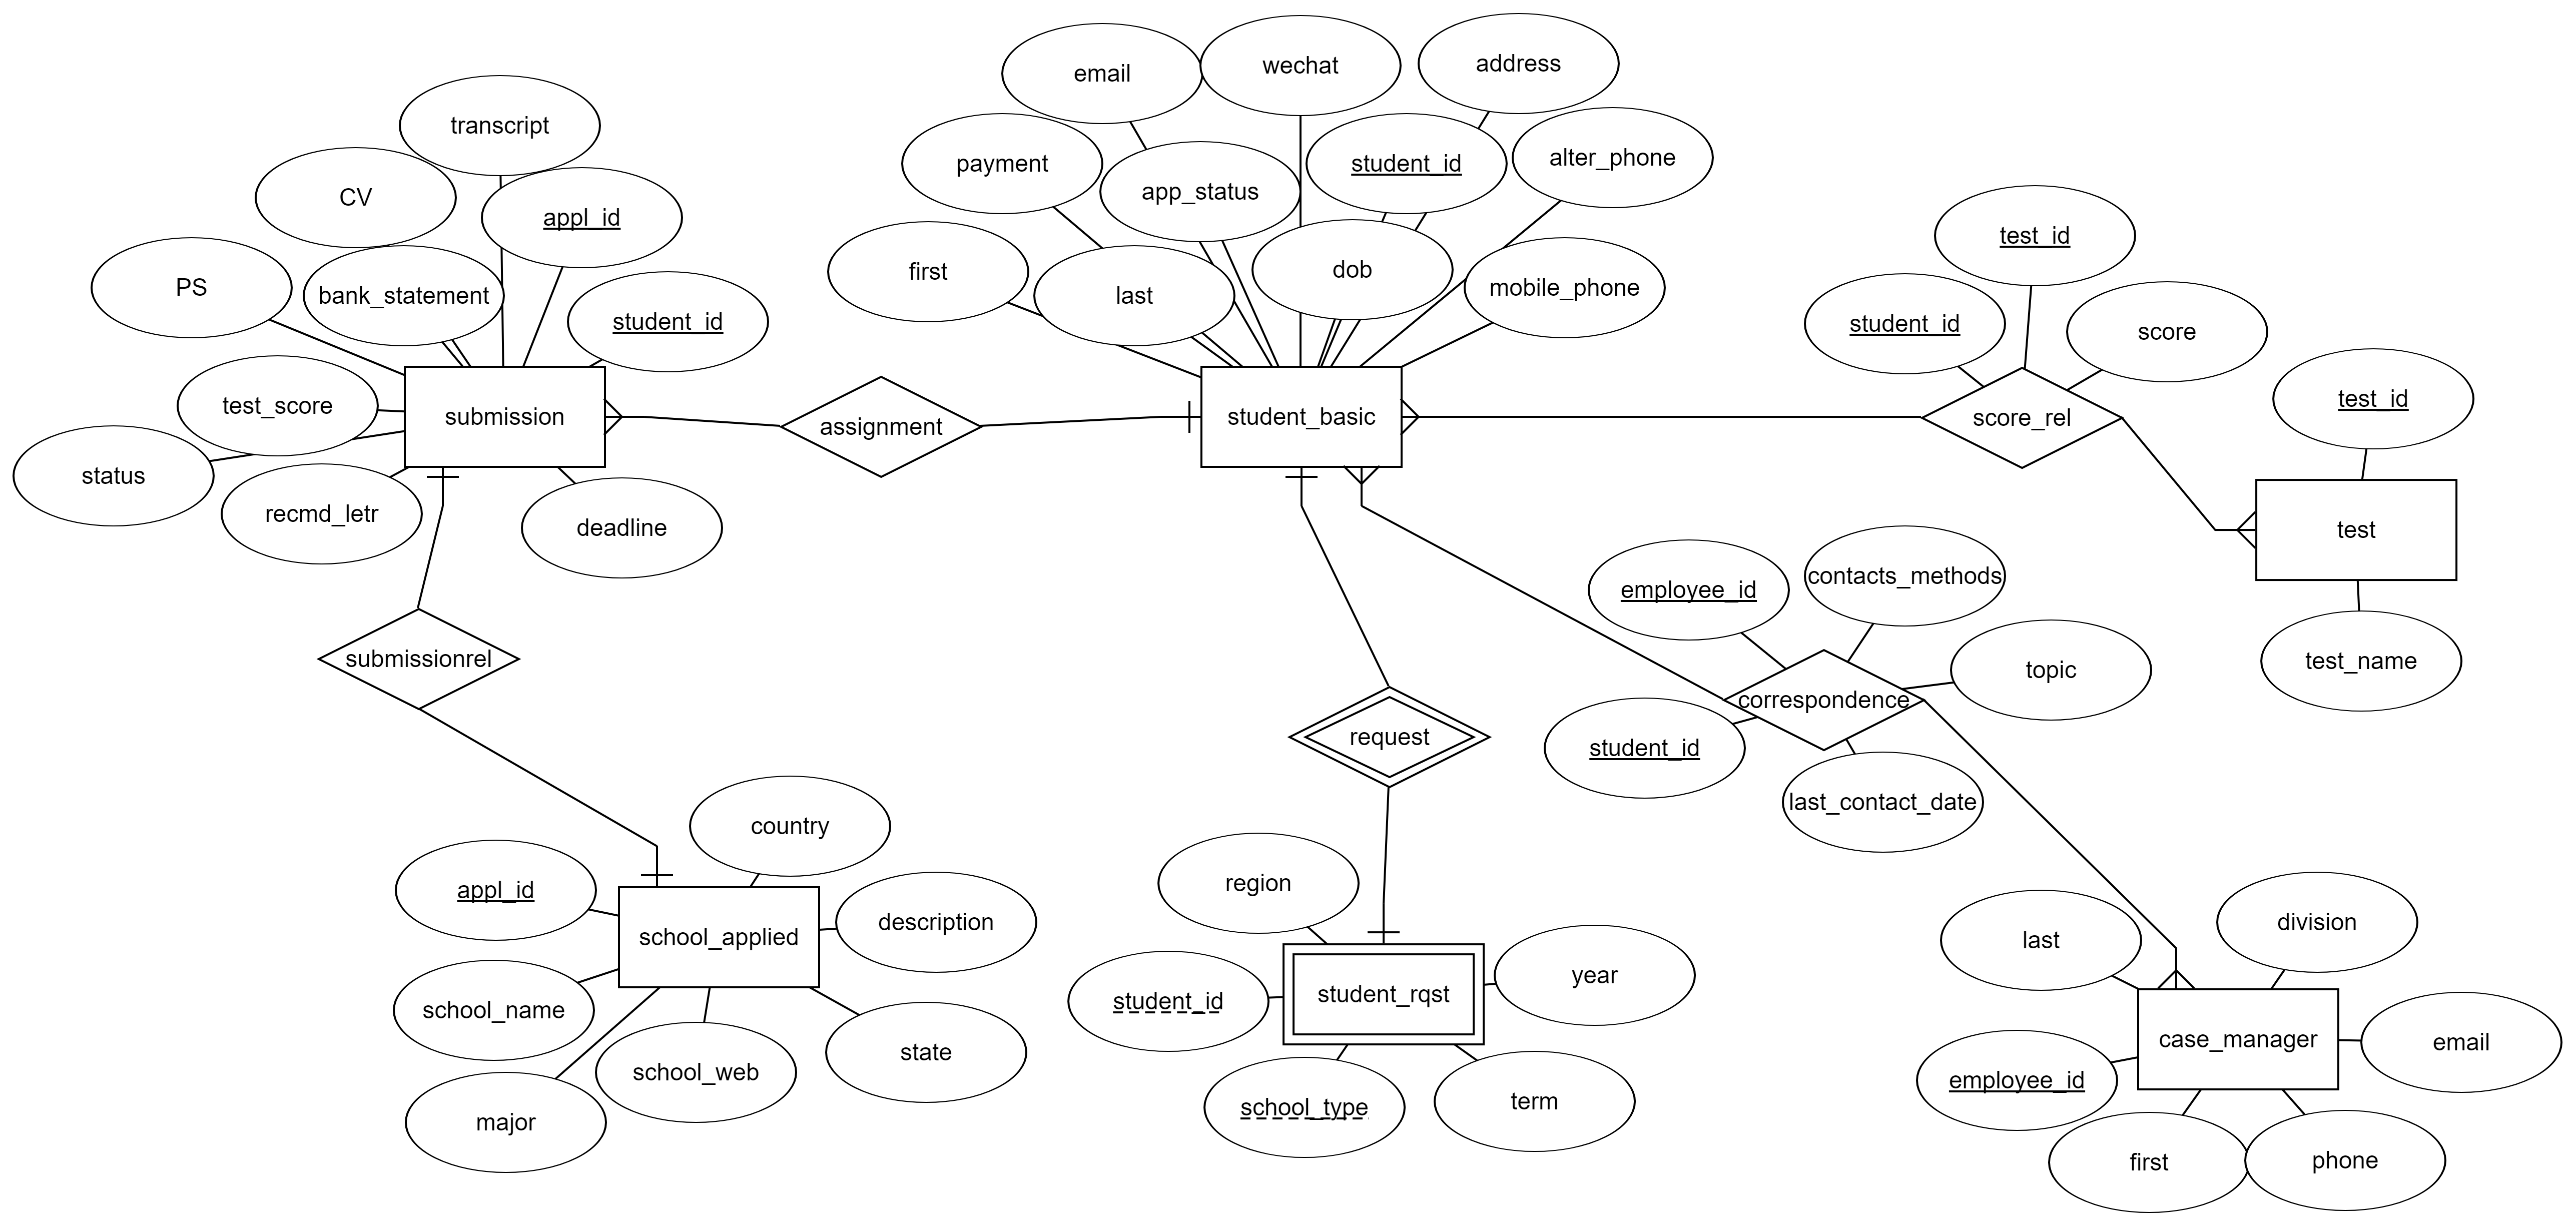 email
wechat
address
transcript
payment
app_status
student_id
alter_phone
CV
appl_id
test_id
first
last
dob
mobile_phone
PS
bank_statement
student_id
student_id
score
test_score
submission
assignment
student_basic
score_rel
test_id
status
recmd_letr
deadline
test
employee_id
contacts_methods
submissionrel
topic
test_name
correspondence
request
student_id
last_contact_date
country
region
appl_id
description
last
division
school_applied
student_rqst
year
school_name
student_id
case_manager
email
state
school_web
school_type
term
employee_id
major
first
phone